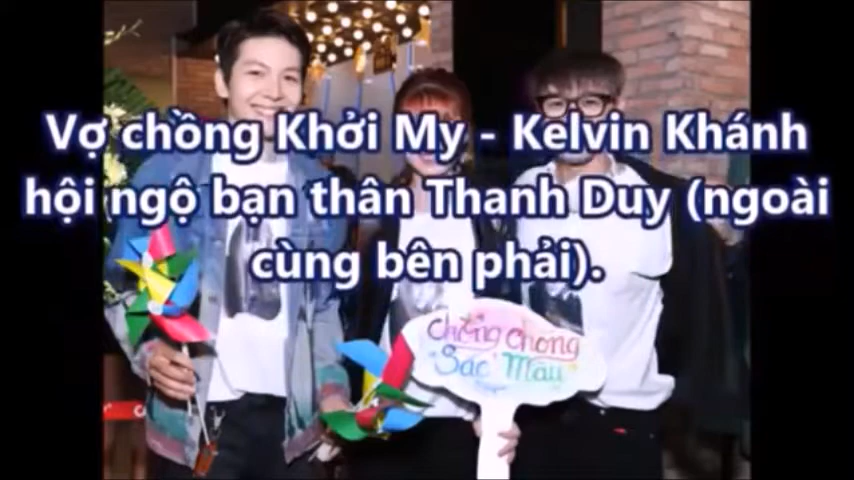 Vợ chồng Khởi My - Kelvin Khánh
hội ngộ bạn thân Thanh Duy (ngoài
cùng bên phải).
Chong Chóng
Sắc Màu